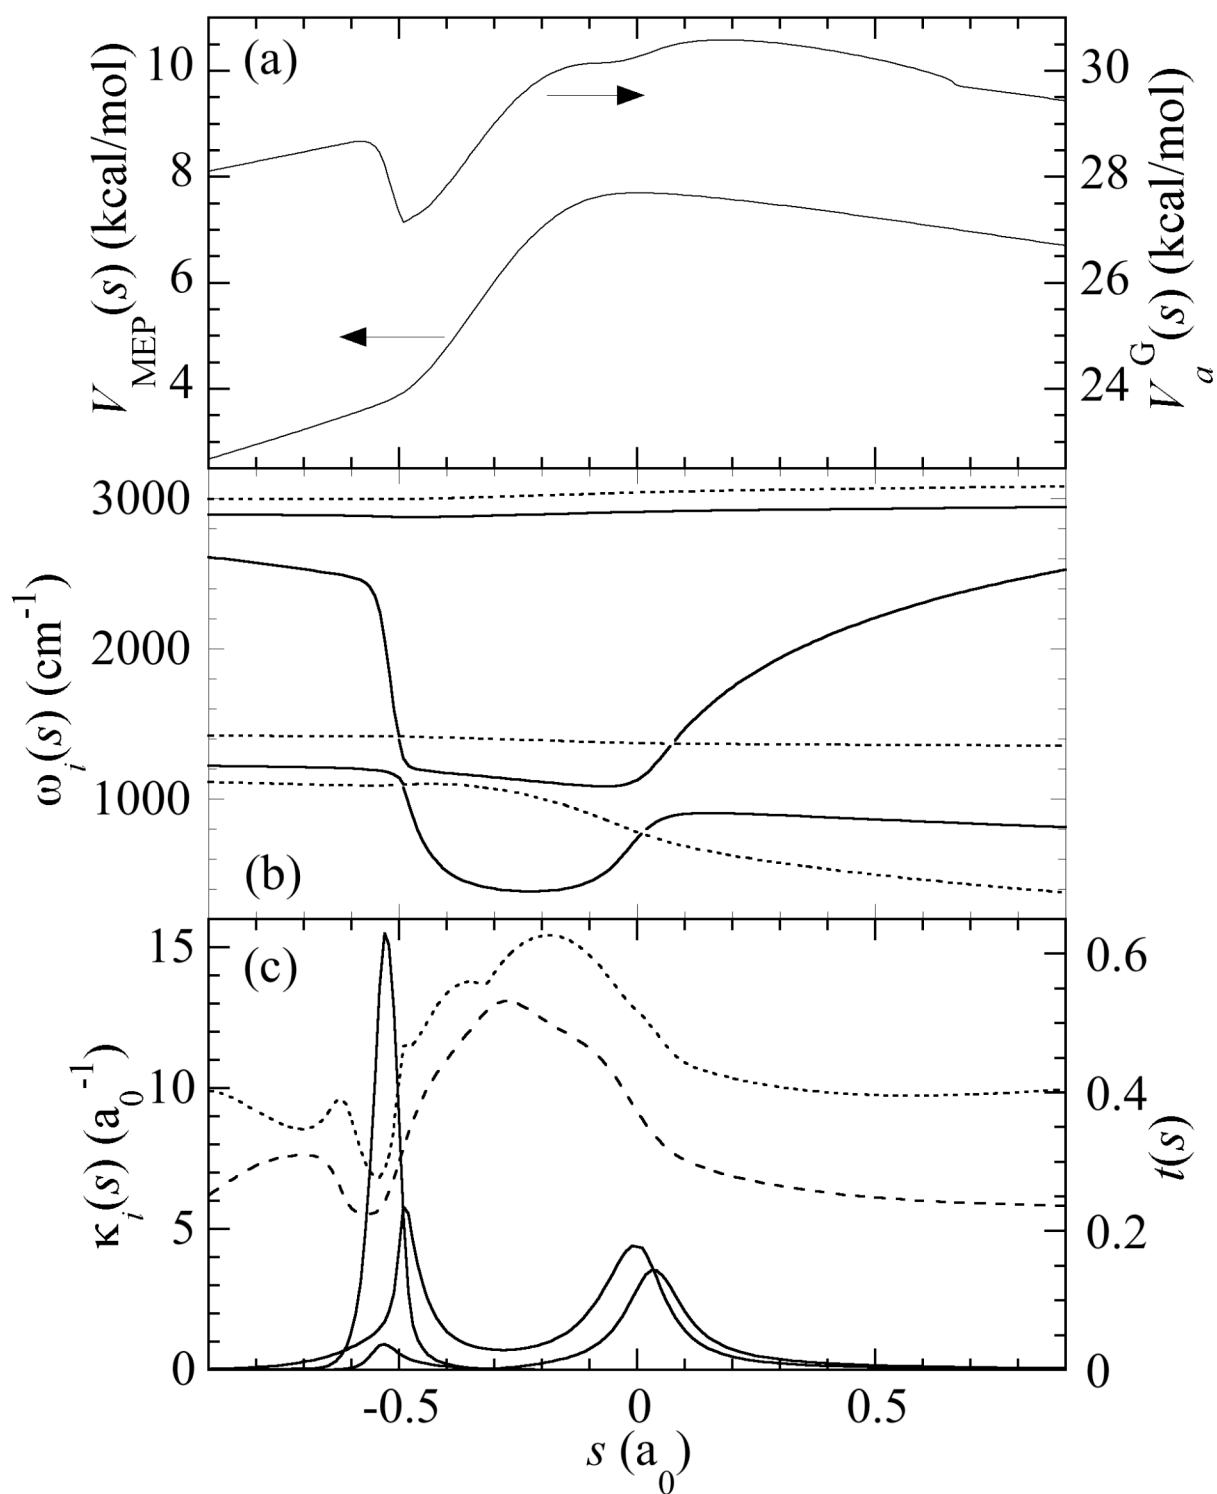 (a)
10
8
6
4
V_MEP(s) (kcal/mol)
30
28
26
24
V_a^G(s) (kcal/mol)
3000
2000
1000
ω_i(s) (cm^-1)
(b)
(c)
15
10
5
0
κ_i(s) (a_0^-1)
0.6
0.4
0.2
0
t(s)
-0.5 0 0.5
s (a_0)